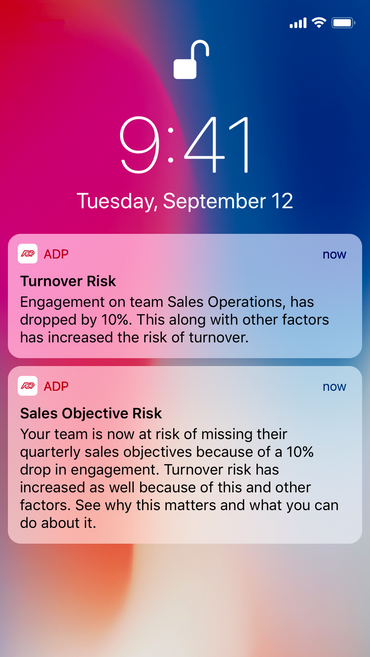 9:41
Tuesday, September 12
ADP
now
Turnover Risk
Engagement on team Sales Operations, has
dropped by 10%. This along with other factors
has increased the risk of turnover.
ADP
now
Sales Objective Risk
Your team is now at risk of missing their
quarterly sales objectives because of a 10%
drop in engagement. Turnover risk has
increased as well because of this and other
factors. See why this matters and what you can
do about it.